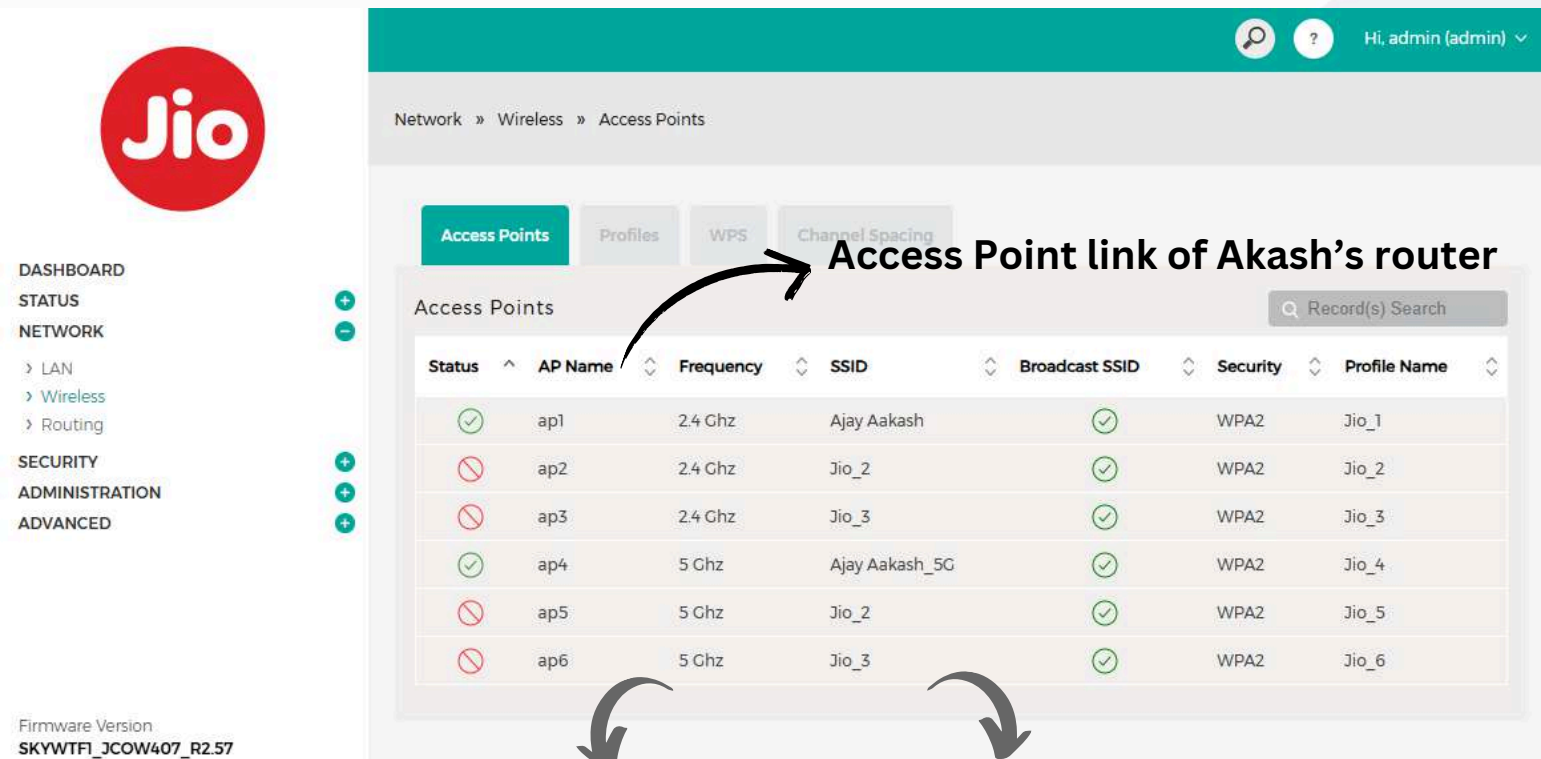 Jio
?
Hi, admin (admin)
Network » Wireless » Access Points
Access Points Profiles WPS Channel Spacing
Access Point link of Akash’s router
DASHBOARD
STATUS
NETWORK
LAN
Wireless
Routing
SECURITY
ADMINISTRATION
ADVANCED
Firmware Version
SKYWTF1_JCOW407_R2.57
Access Points
Record(s) Search
Status AP Name Frequency SSID Broadcast SSID Security Profile Name
ap1 2.4 Ghz Ajay Aakash WPA2 Jio_1
ap2 2.4 Ghz Jio_2 WPA2 Jio_2
ap3 2.4 Ghz Jio_3 WPA2 Jio_3
ap4 5 Ghz Ajay Aakash_5G WPA2 Jio_4
ap5 5 Ghz Jio_2 WPA2 Jio_5
ap6 5 Ghz Jio_3 WPA2 Jio_6